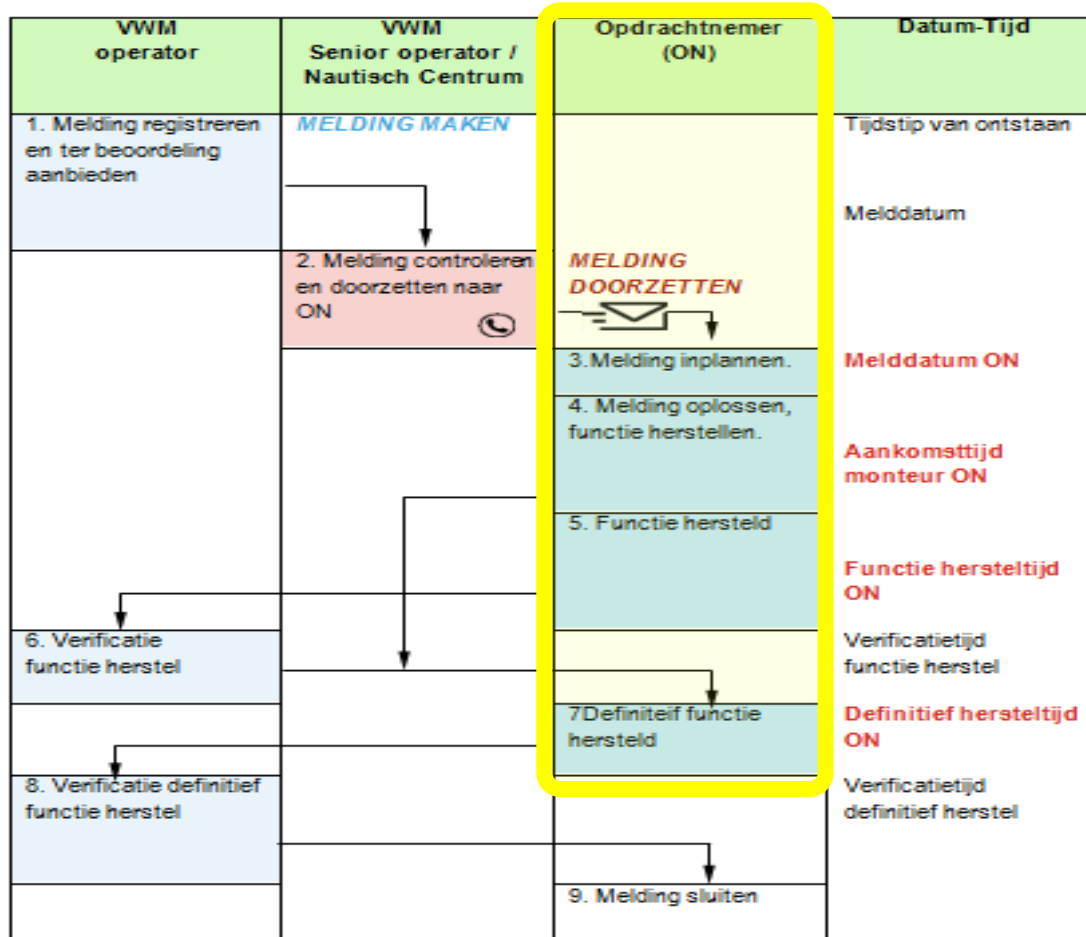 VWM
operator
VWM
Senior operator /
Nautisch Centrum
Opdrachtnemer
(ON)
Datum-Tijd
1. Melding registreren
en ter beoordeling
aanbieden
MELDING MAKEN
Tijdstip van ontstaan
Melddatum
2. Melding controleren
en doorzetten naar
ON
MELDING
DOORZETTEN
3.Melding inplannen.
Melddatum ON
4. Melding oplossen,
functie herstellen.
Aankomsttijd
monteur ON
5. Functie hersteld
Functie hersteltijd
ON
6. Verificatie
functie herstel
Verificatietijd
functie herstel
7Definiteif functie
hersteld
Definitief hersteltijd
ON
8. Verificatie definitief
functie herstel
Verificatietijd
definitief herstel
9. Melding sluiten